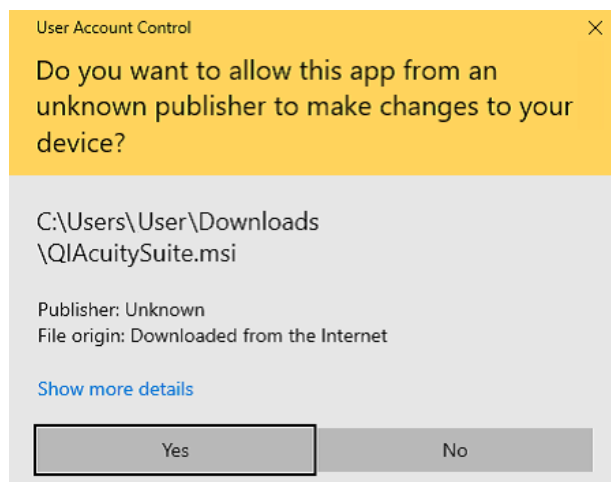 User Account Control
Do you want to allow this app from an
unknown publisher to make changes to your
device?
C:\Users\User\Downloads
\QIAcuitySuite.msi
Publisher: Unknown
File origin: Downloaded from the Internet
Show more details
Yes
No